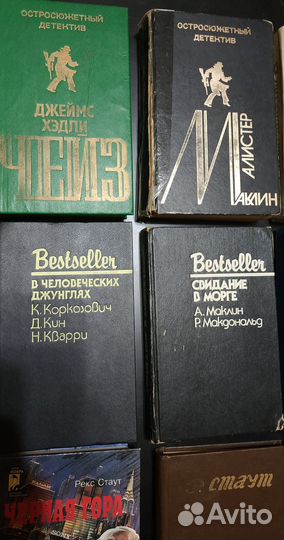 ОСТРОСЮЖЕТНЫЙ
ДЕТЕКТИВ
ДЖЕЙМС
ХЭДЛИ
ЧЕЙЗ
ОСТРОСЮЖЕТНЫЙ
ДЕТЕКТИВ
АЛИСТЕР
МАКЛИН
Bestseller
В ЧЕЛОВЕЧЕСКИХ
ДЖУНГЛЯХ
К. Коркозович
Д. Кин
Н. Кварри
Bestseller
СВИДАНИЕ
В МОРГЕ
А. Маклин
Р. Макдональд
Рекс Стаут
ЧЕРНАЯ ГОРА
СТАУТ
Avito